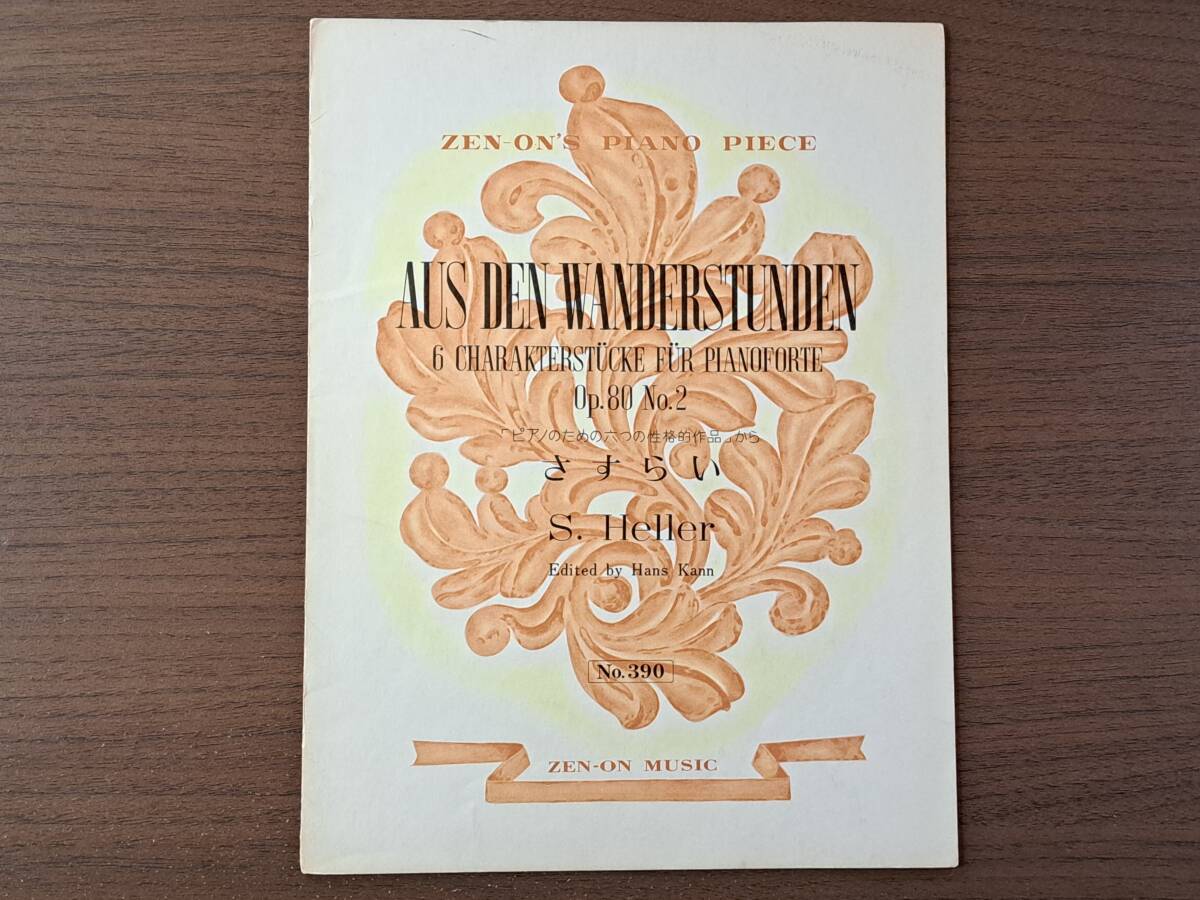 ZEN-ON'S PIANO PIECE
AUS DEN WANDERSTUNDEN
6 CHARAKTERSTÜCKE FÜR PIANOFORTE
Op.80 No.2
「ピアノのための六つの性格的作品」から
さすらい
S. Heller
Edited by Hans Kann
No.390
ZEN-ON MUSIC